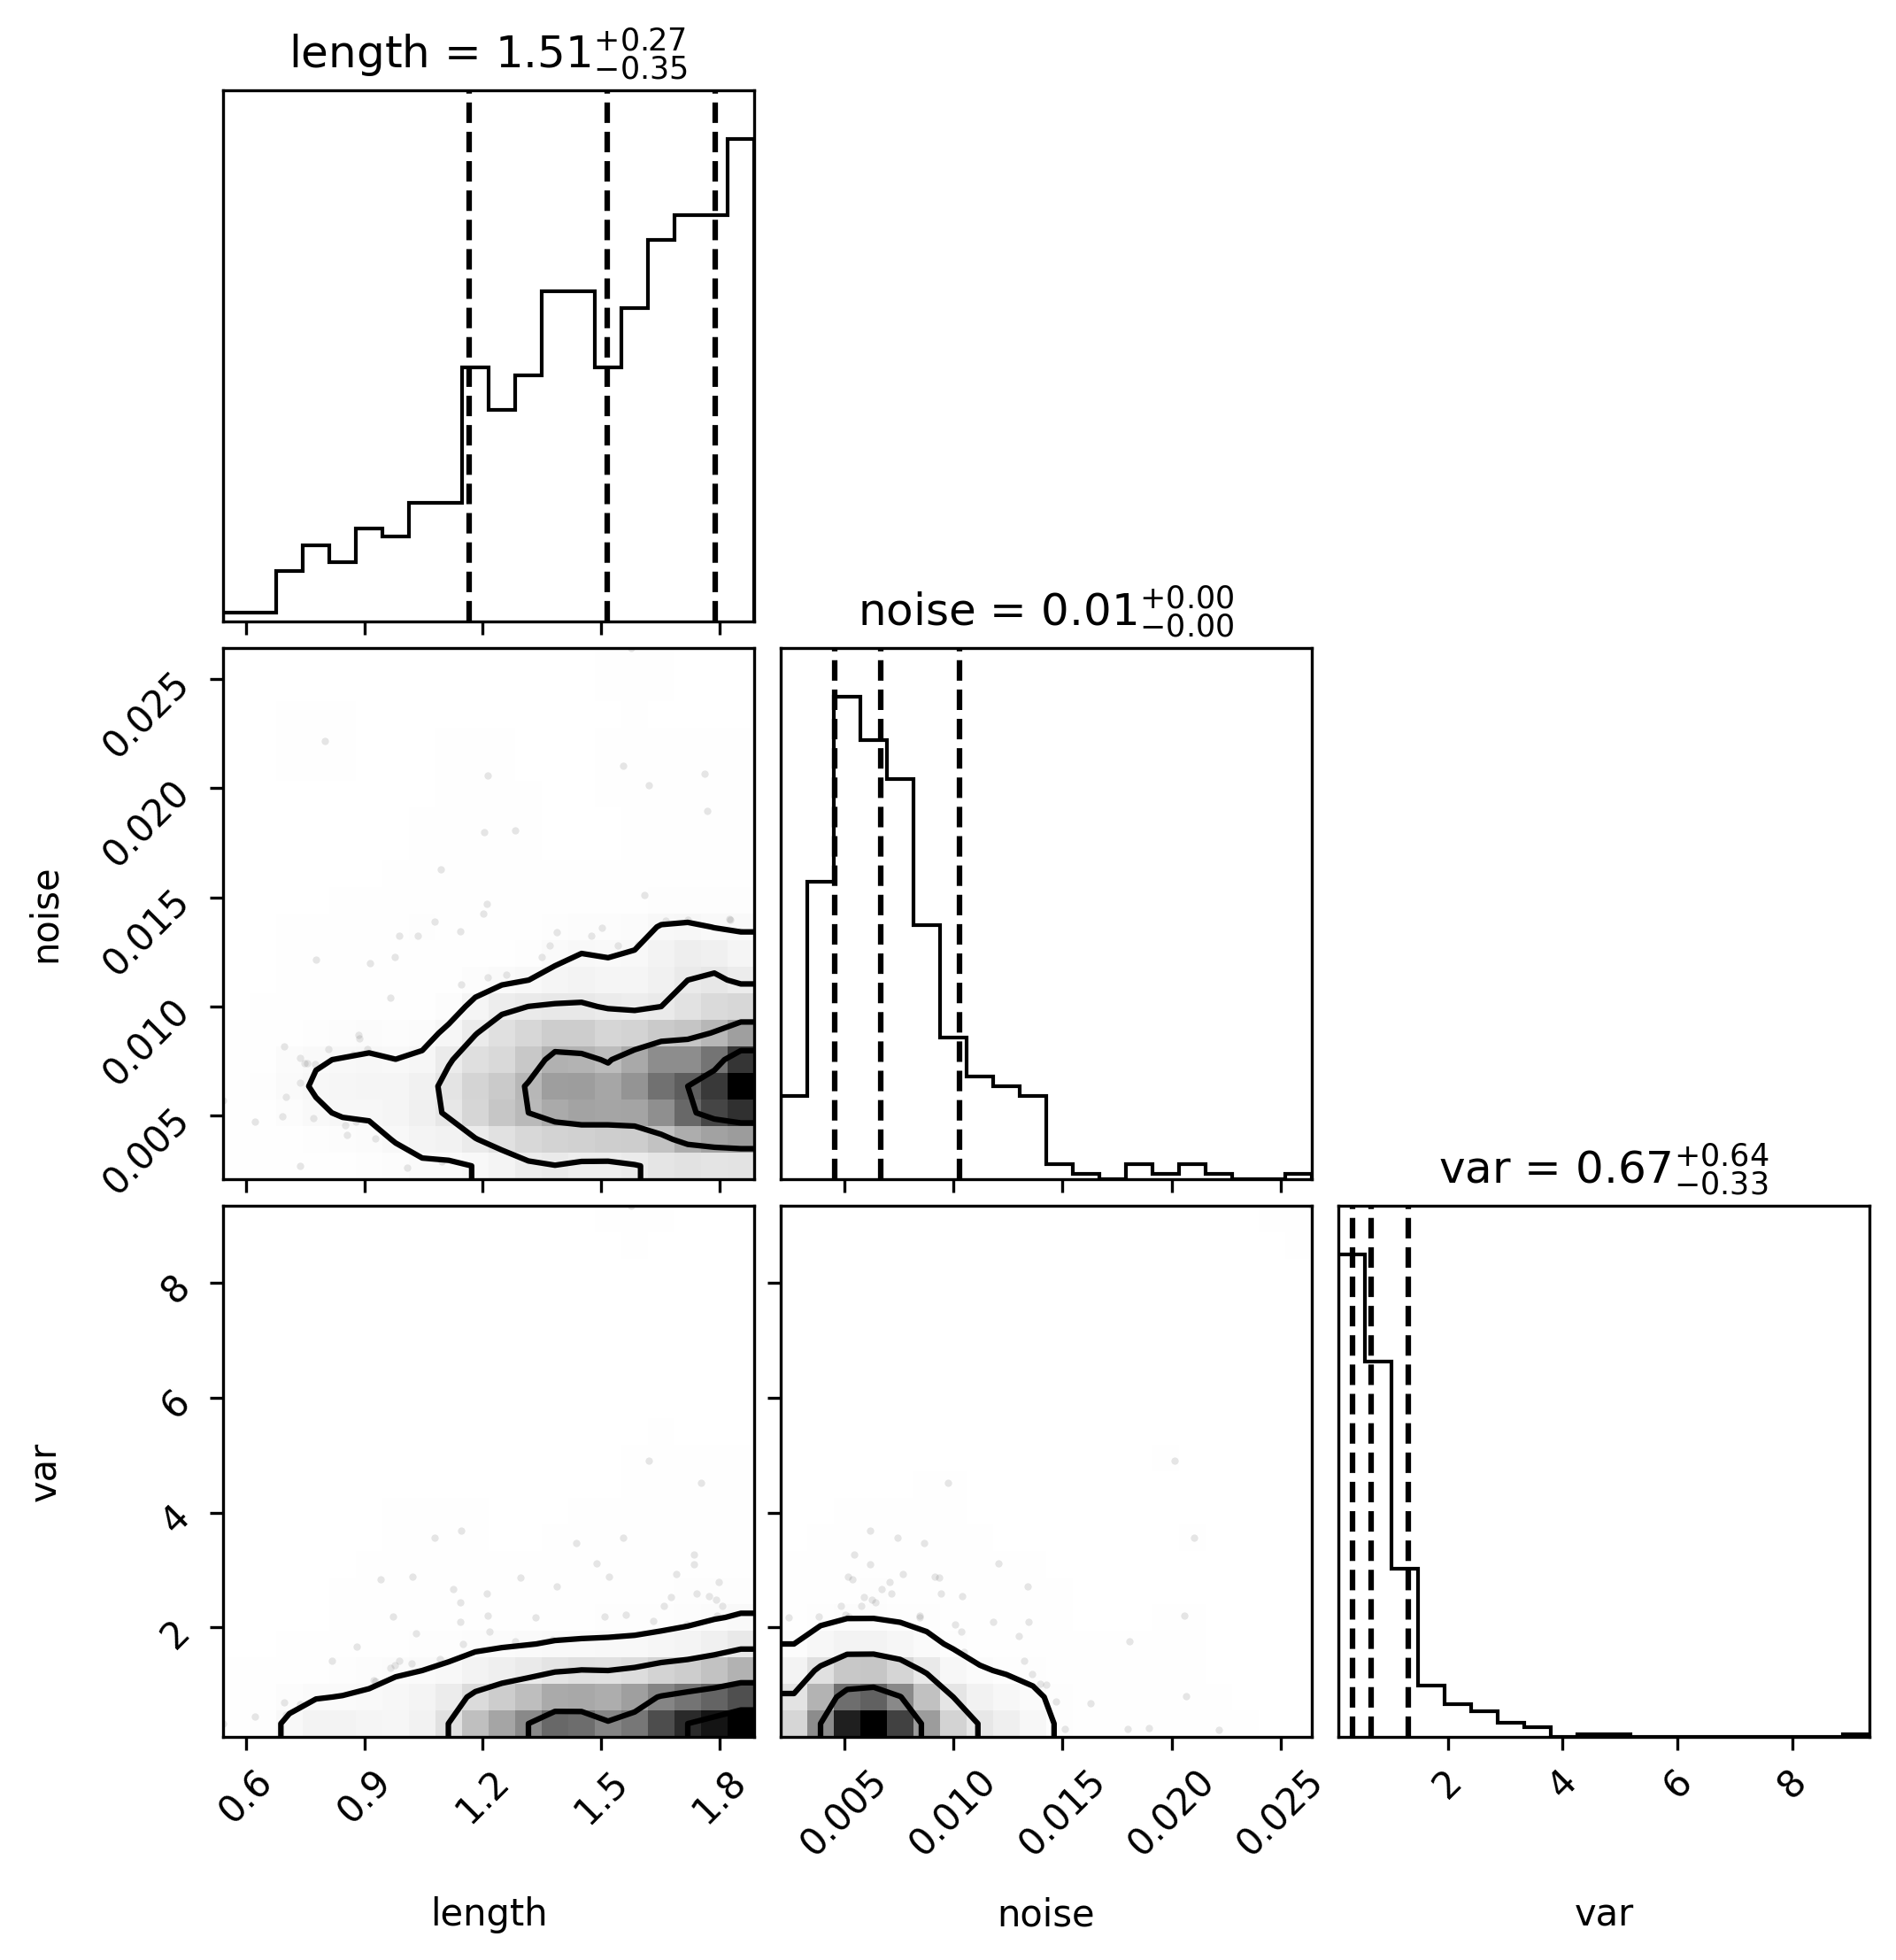 length = 1.51+0.27 −0.35
noise = 0.01+0.00 −0.00
var = 0.67+0.64 −0.33
noise
0.025
0.020
0.015
0.010
0.005
var
8
6
4
2
0.6 0.9 1.2 1.5 1.8
0.005 0.010 0.015 0.020 0.025
2 4 6 8
length
noise
var